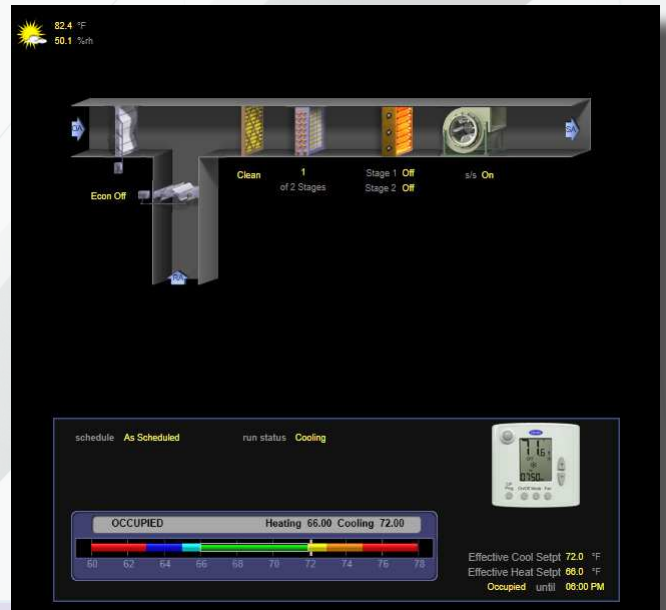 82.4 °F
50.1 %rh
OA
SA
Clean
1
of 2 Stages
Stage 1 Off
Stage 2 Off
s/s On
Econ Off
RA
schedule As Scheduled
run status Cooling
71.6
OCCUPIED Heating 66.00 Cooling 72.00
60 62 64 66 68 70 72 74 76 78
Effective Cool Setpt 72.0 °F
Effective Heat Setpt 66.0 °F
Occupied until 06:00 PM